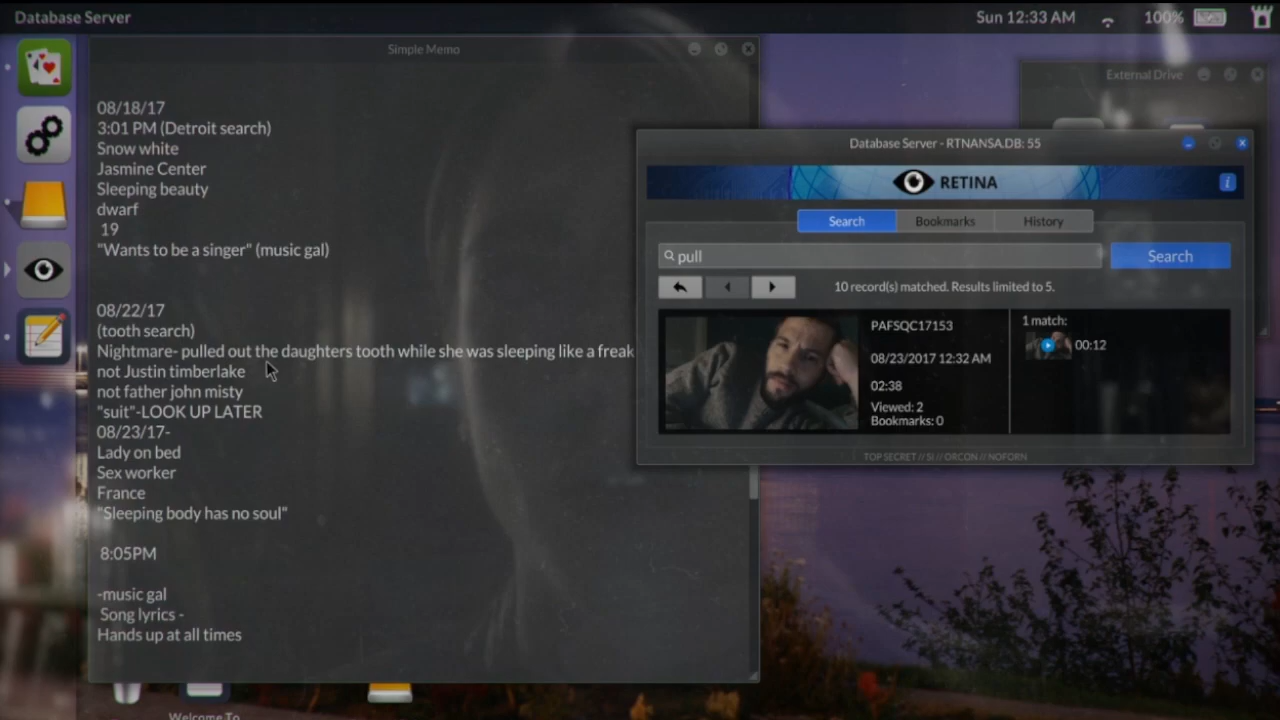 Database Server
Sun 12:33 AM
100%
Simple Memo
08/18/17
3:01 PM (Detroit search)
Snow white
Jasmine Center
Sleeping beauty
dwarf
19
"Wants to be a singer" (music gal)
08/22/17
(tooth search)
Nightmare- pulled out the daughters tooth while she was sleeping like a freak
not Justin timberlake
not father john misty
"suit"-LOOK UP LATER
08/23/17-
Lady on bed
Sex worker
France
"Sleeping body has no soul"
8:05PM
-music gal
Song lyrics -
Hands up at all times
Welcome To
External Drive
Database Server - RTNANSA.DB: 55
RETINA
i
Search
Bookmarks
History
pull
Search
10 record(s) matched. Results limited to 5.
PAFSQC17153
08/23/2017 12:32 AM
02:38
Viewed: 2
Bookmarks: 0
1 match:
00:12
TOP SECRET // SI // ORCON // NOFORN